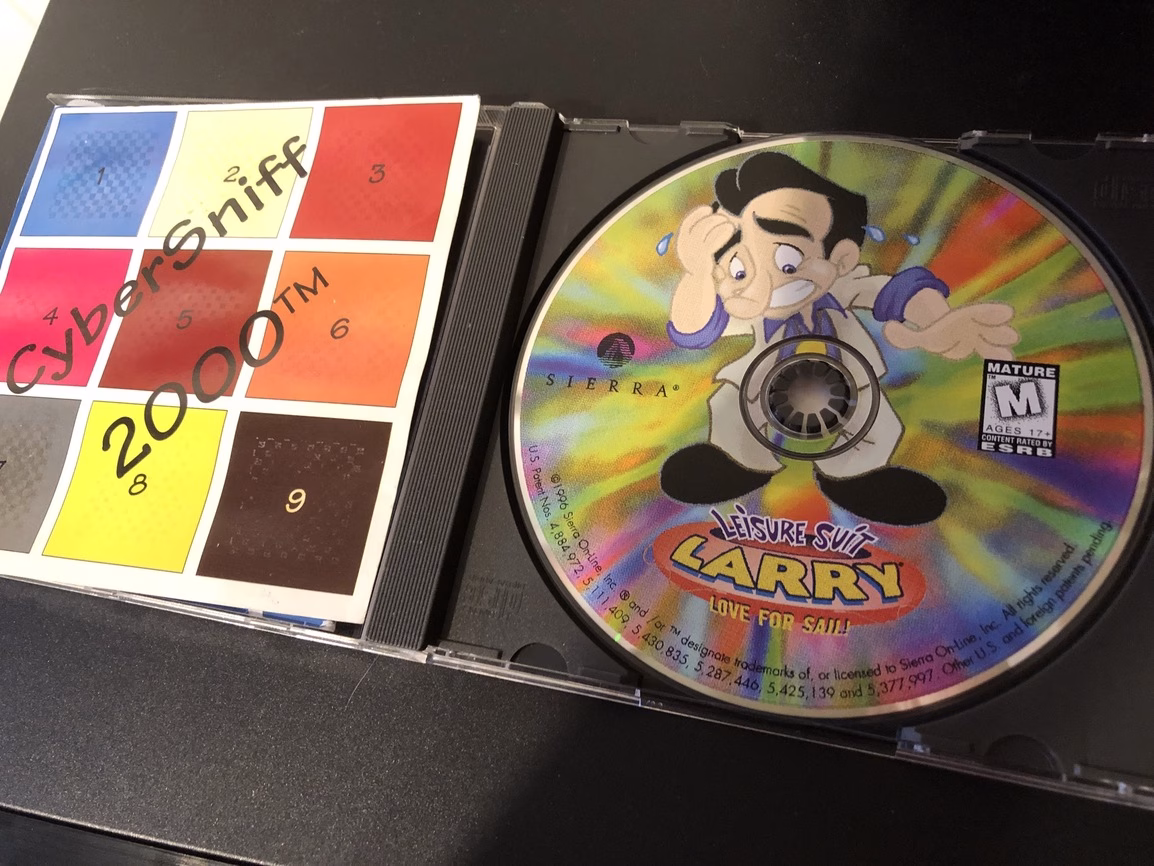 1
2
3
4
5
6
7
8
9
CyberSniff
2000™
SIERRA®
MATURE
™
M
AGES 17+
CONTENT RATED BY
ESRB
LEISURE SUIT
LARRY®
LOVE FOR SAIL!
©1996 Sierra On-Line, Inc. ® and /or ™ designate trademarks of, or licensed to Sierra On-Line, Inc. All rights reserved.
U.S. Patent Nos. 4,884,972, 5,111,409, 5,430,835, 5,287,446, 5,425,139 and 5,377,997. Other U.S. and foreign patents pending.